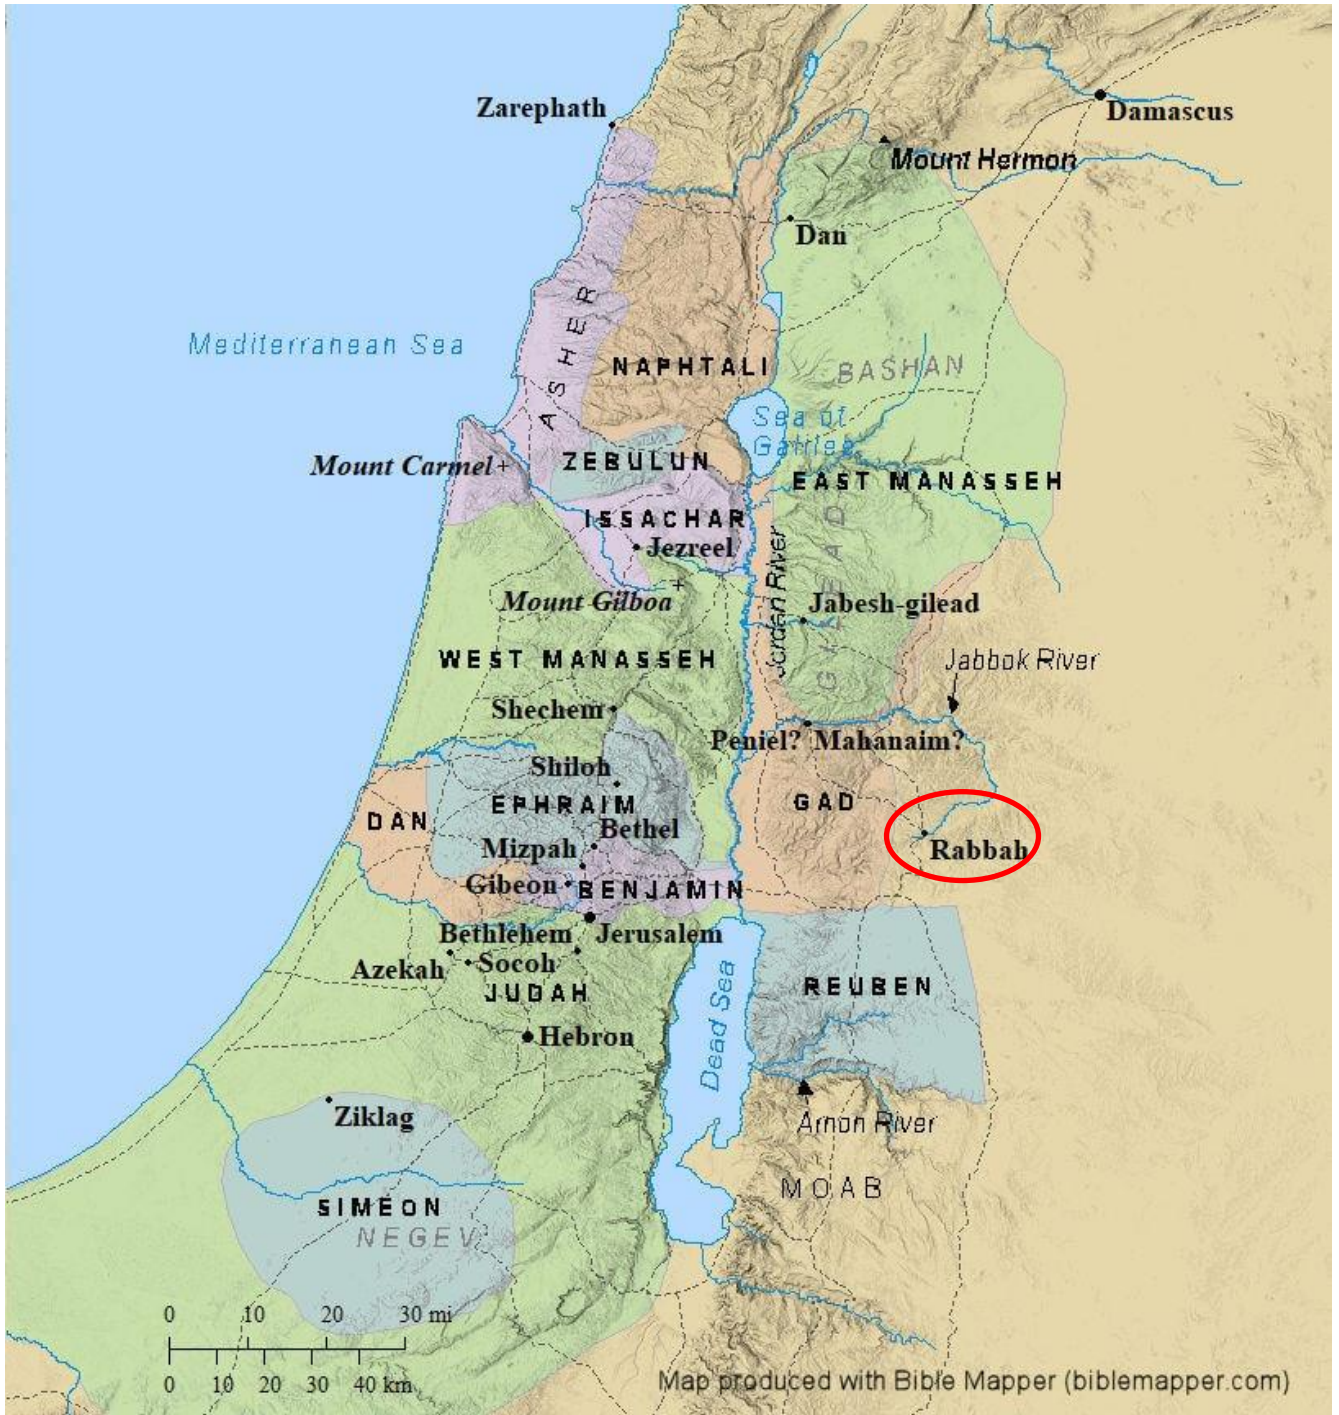 Zarephath
Damascus
Mount Hermon
Dan
ASHER
Mediterranean Sea
NAPHTALI
BASHAN
Sea of
Galilee
ZEBULUN
Mount Carmel
EAST MANASSEH
ISSACHAR
Jezreel
GILEAD
Jordan River
Mount Gilboa
Jabesh-gilead
WEST MANASSEH
Jabbok River
Shechem
Peniel? Mahanaim?
Shiloh
EPHRAIM
GAD
DAN
Bethel
Rabbah
Mizpah
Gibeon
BENJAMIN
Bethlehem
Jerusalem
Azekah
Socoh
JUDAH
REUBEN
Dead Sea
Hebron
Ziklag
Arnon River
MOAB
SIMEON
NEGEV
0 10 20 30 mi
0 10 20 30 40 km
Map produced with Bible Mapper (biblemapper.com)